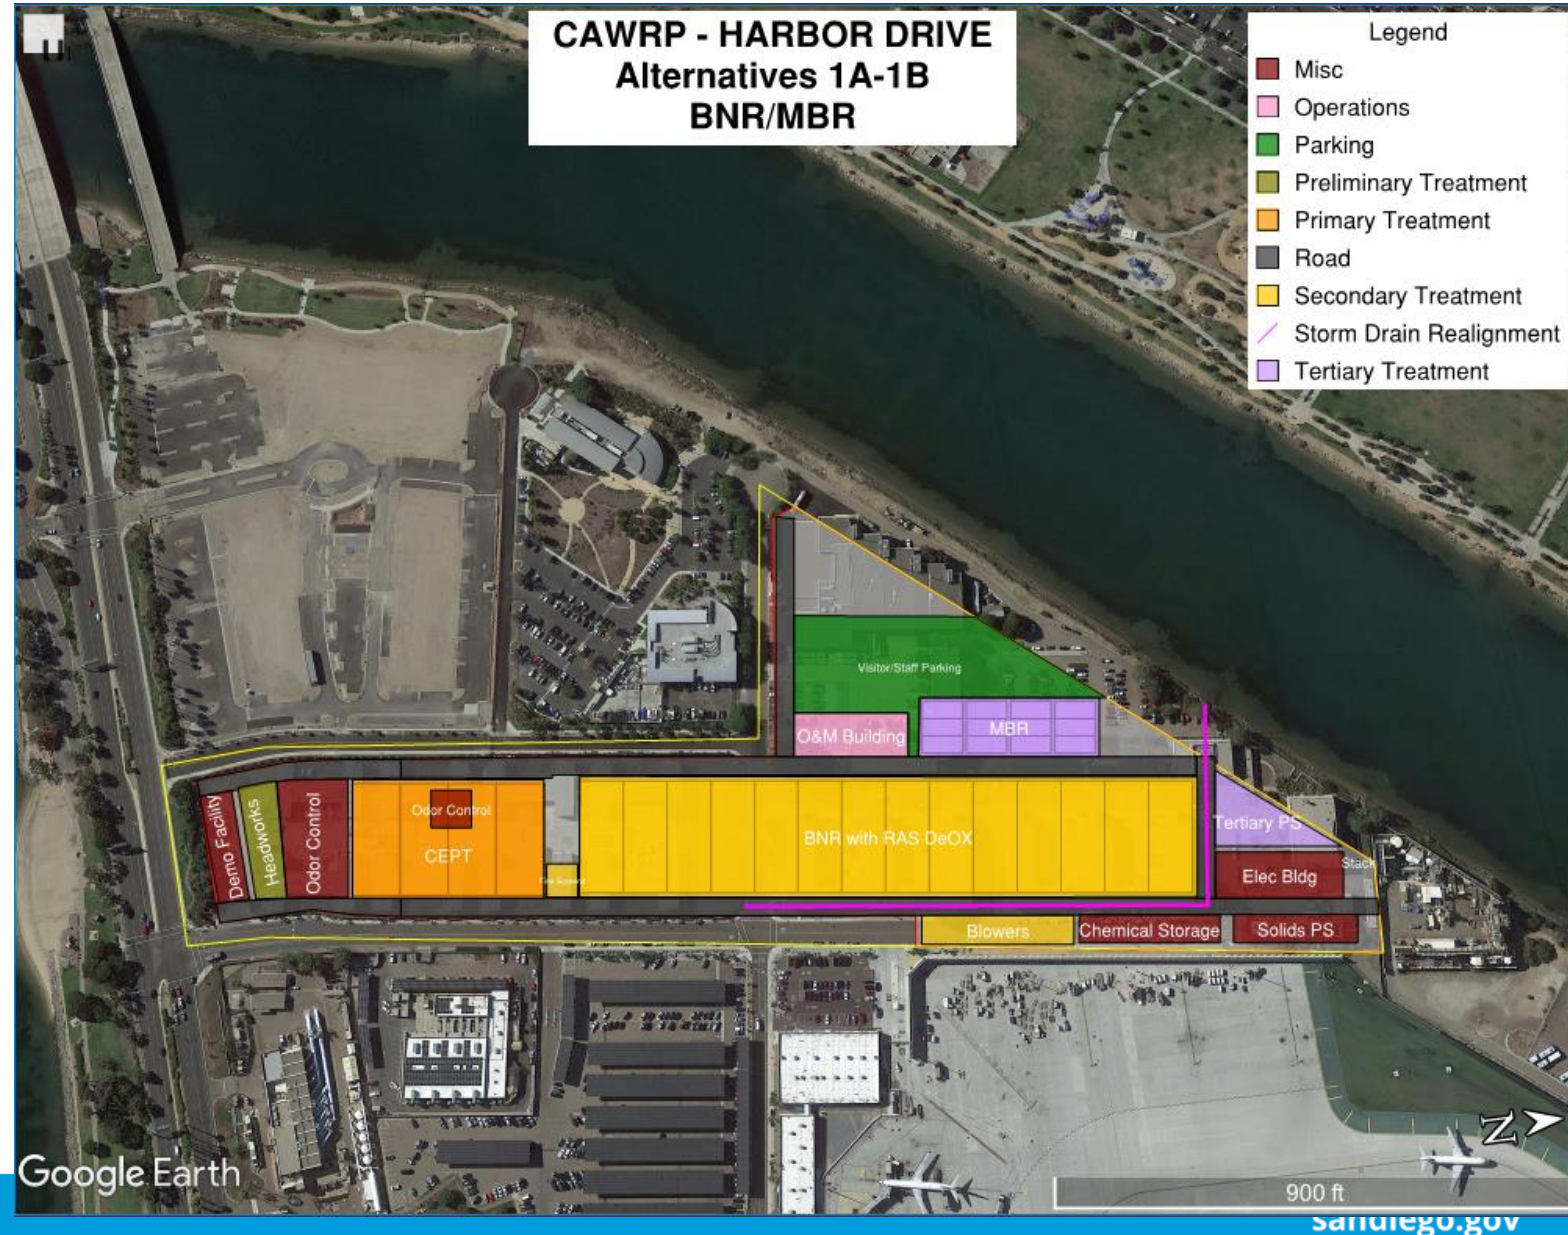 CAWRP - HARBOR DRIVE
Alternatives 1A-1B
BNR/MBR
Legend
Misc
Operations
Parking
Preliminary Treatment
Primary Treatment
Road
Secondary Treatment
Storm Drain Realignment
Tertiary Treatment
Visitor/Staff Parking
O&M Building
MBR
Demo Facility
Headworks
Odor Control
Odor Control
CEPT
BNR with RAS DeOX
Tertiary PS
Stack
Elec Bldg
Blowers
Chemical Storage
Solids PS
Google Earth
N
900 ft
sandiego.gov